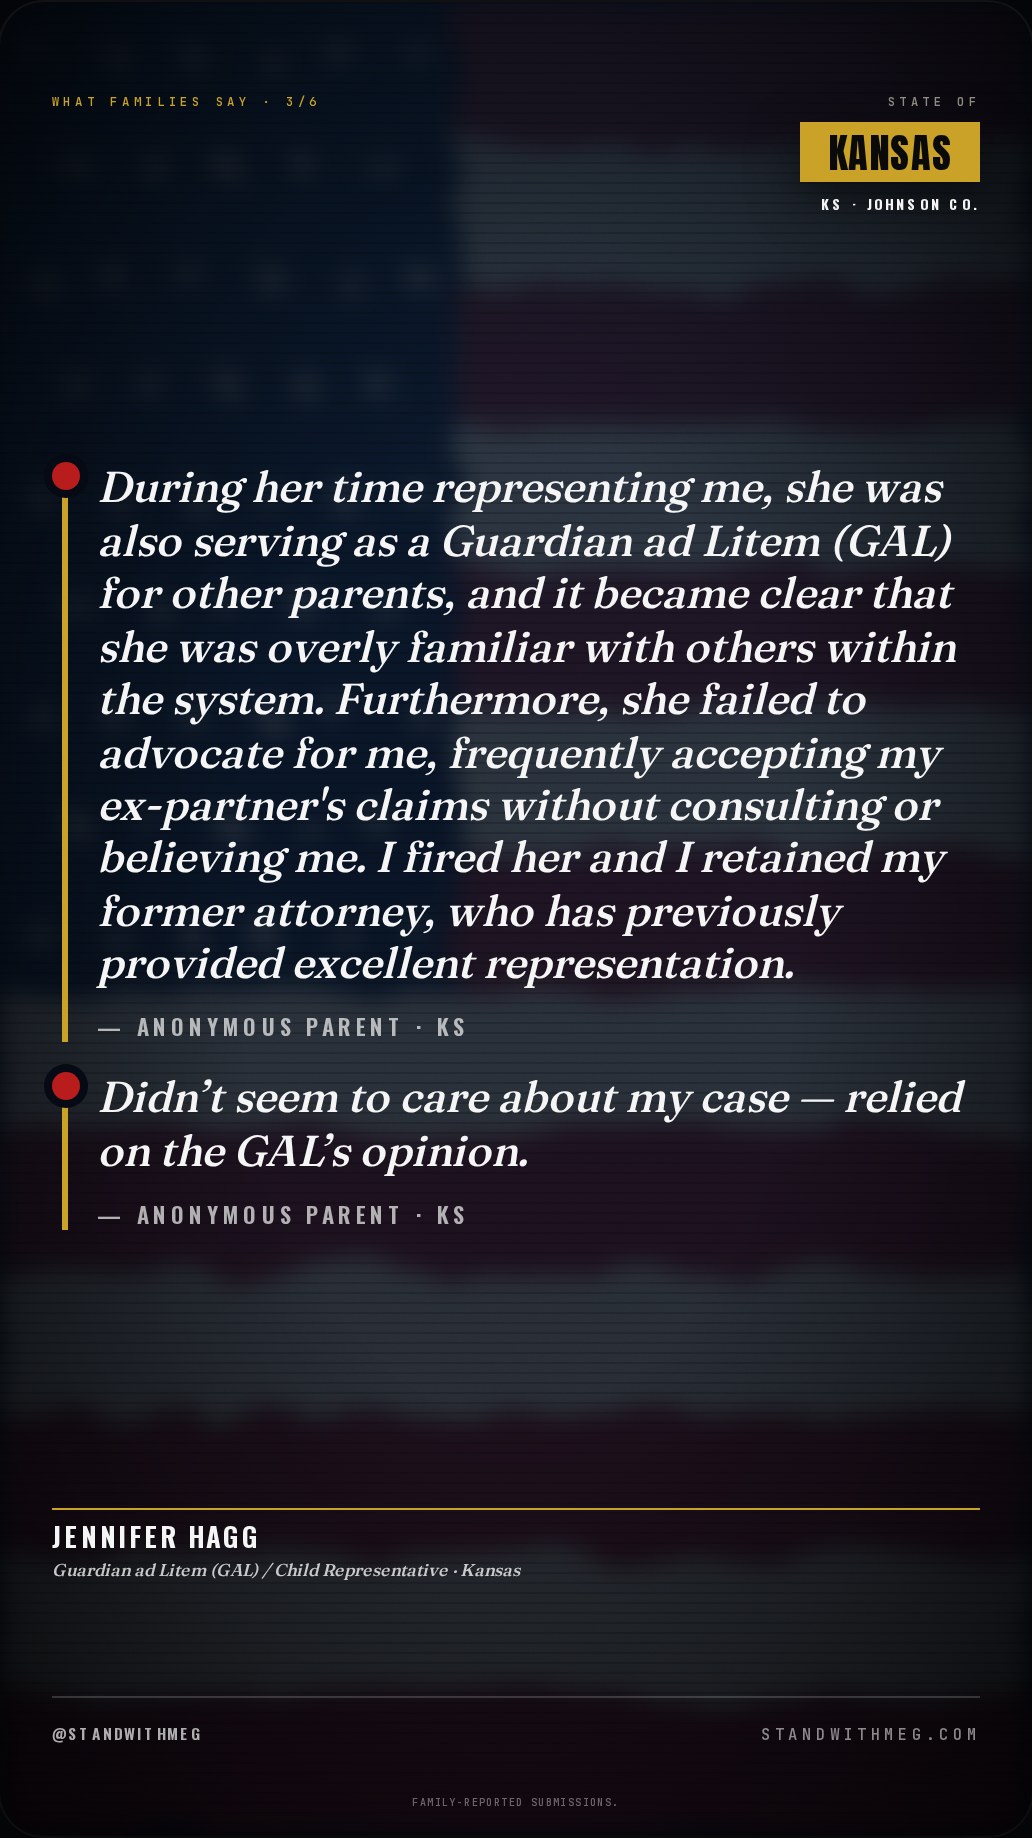 WHAT FAMILIES SAY · 3/6
STATE OF
KANSAS
KS · JOHNSON CO.
During her time representing me, she was
also serving as a Guardian ad Litem (GAL)
for other parents, and it became clear that
she was overly familiar with others within
the system. Furthermore, she failed to
advocate for me, frequently accepting my
ex-partner's claims without consulting or
believing me. I fired her and I retained my
former attorney, who has previously
provided excellent representation.
— ANONYMOUS PARENT · KS
Didn’t seem to care about my case — relied
on the GAL’s opinion.
— ANONYMOUS PARENT · KS
JENNIFER HAGG
Guardian ad Litem (GAL) / Child Representative · Kansas
@STANDWITHMEG
STANDWITHMEG.COM
FAMILY-REPORTED SUBMISSIONS.